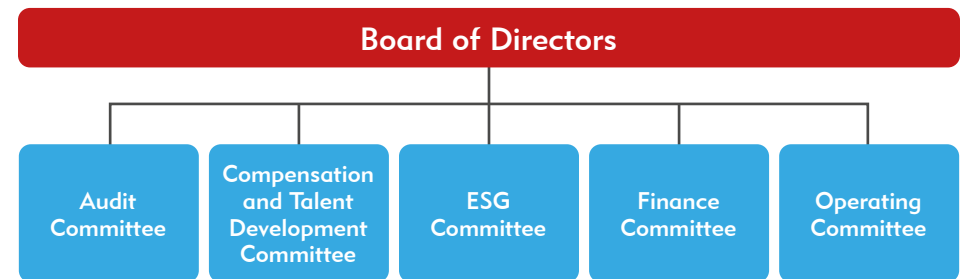 Board of Directors
Audit
Committee
Compensation
and Talent
Development
Committee
ESG
Committee
Finance
Committee
Operating
Committee